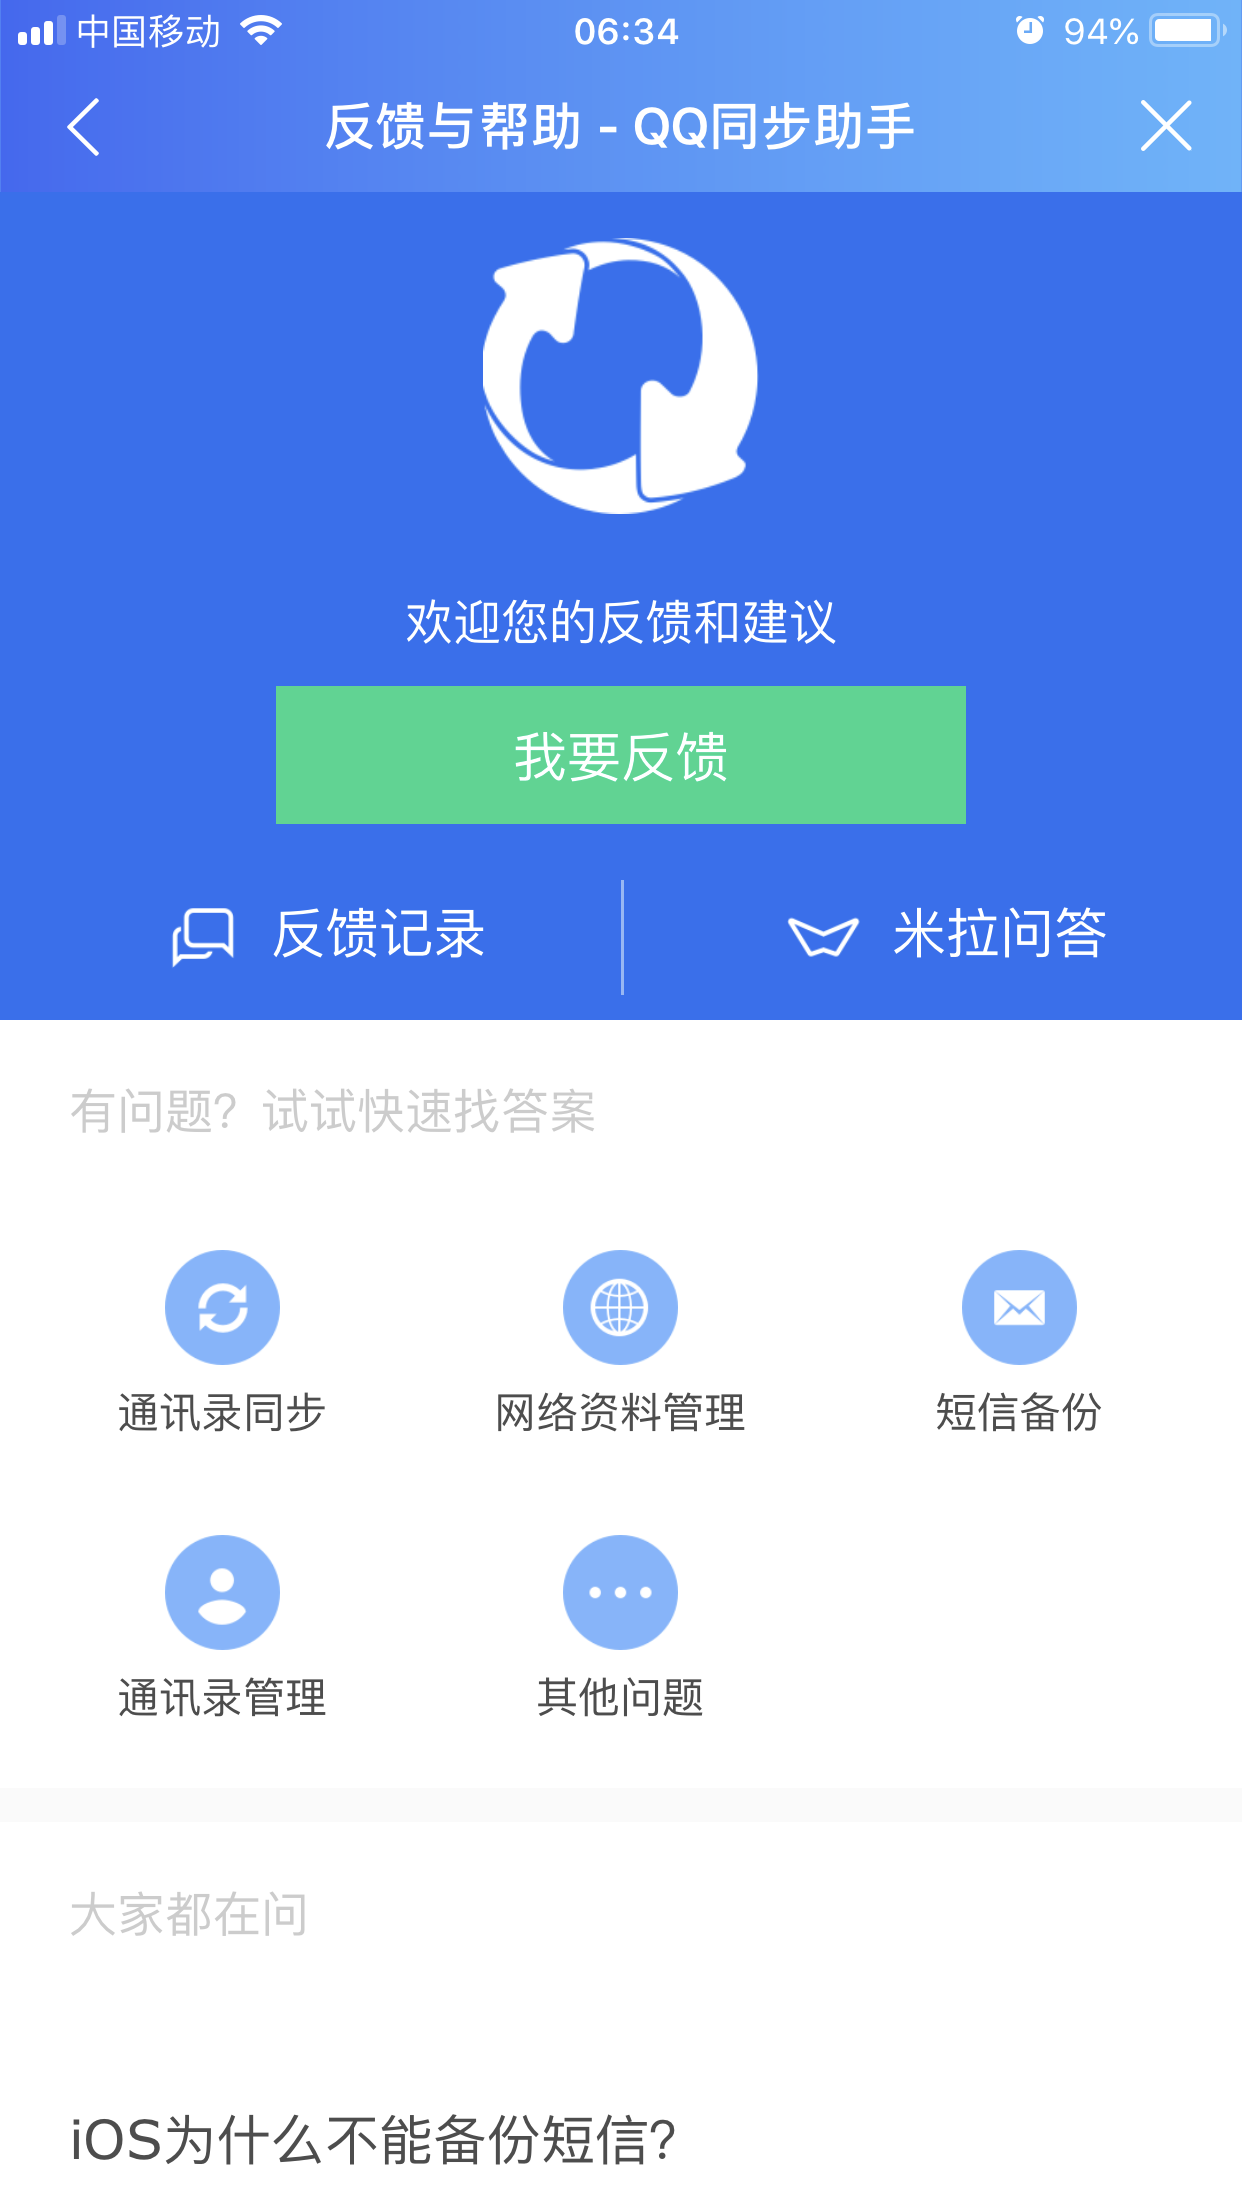 中国移动 06:34 94%
反馈与帮助 - QQ同步助手
欢迎您的反馈和建议
我要反馈
反馈记录 米拉问答
有问题？试试快速找答案
通讯录同步 网络资料管理 短信备份
通讯录管理 其他问题
大家都在问
iOS为什么不能备份短信？